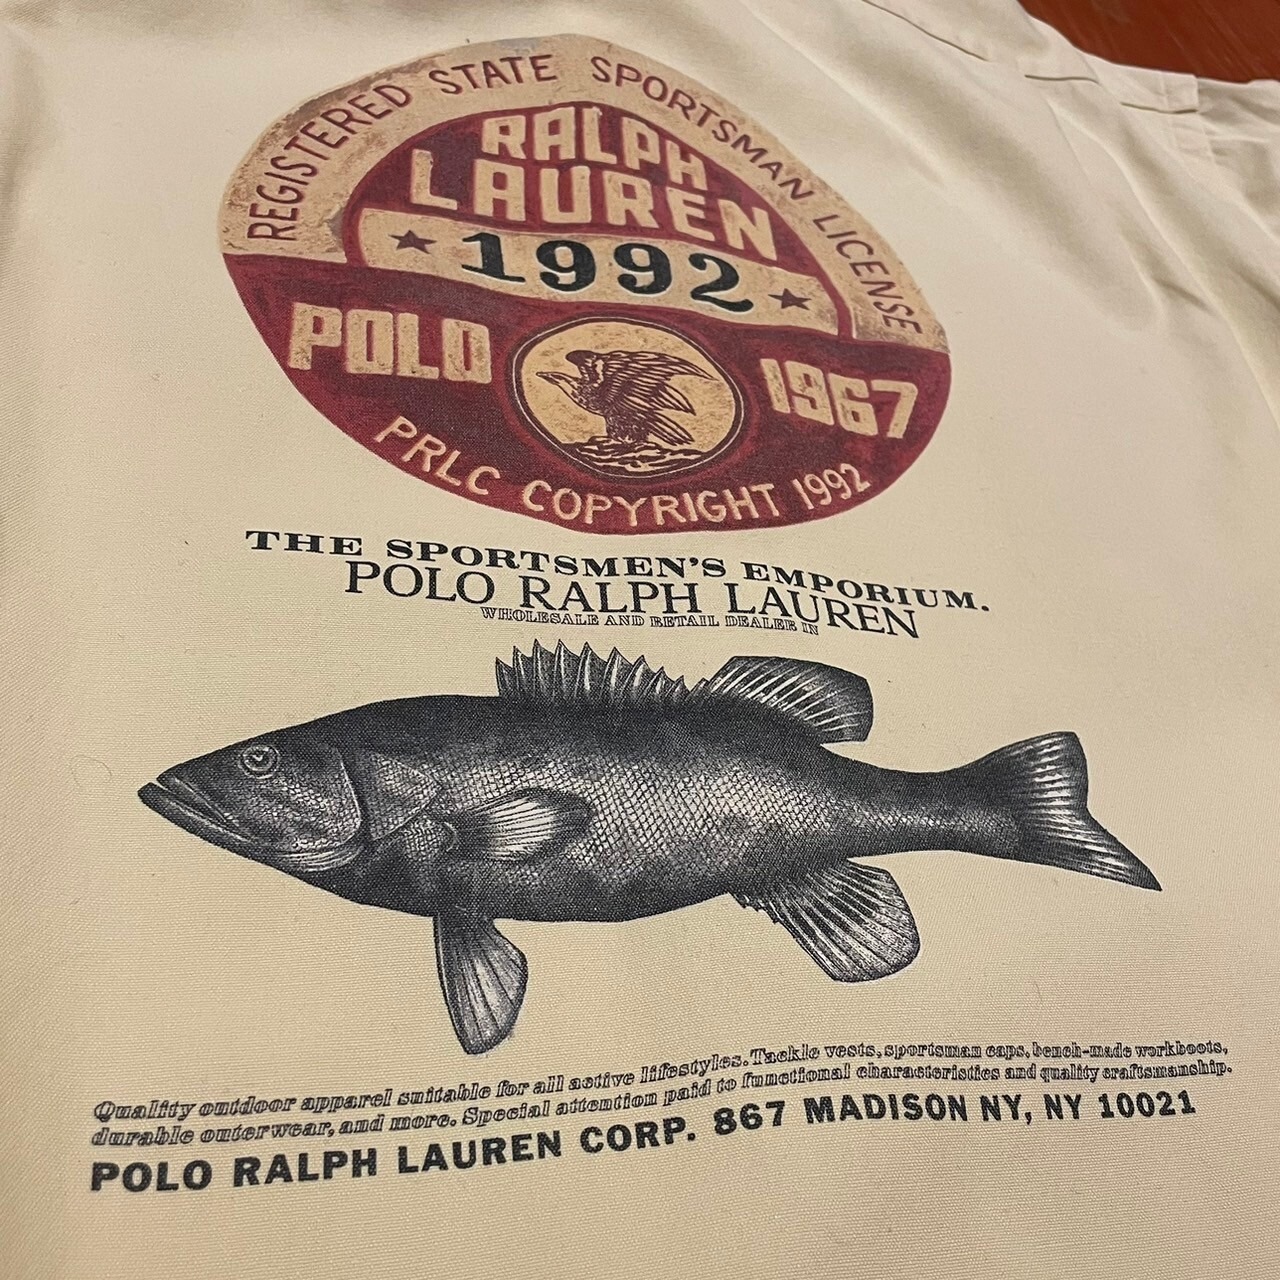 REGISTERED STATE SPORTSMAN LICENSE
RALPH
LAUREN
1992
POLO 1967
PRLC COPYRIGHT 1992
THE SPORTSMEN'S EMPORIUM.
POLO RALPH LAUREN
WHOLESALE AND RETAIL DEALER IN
Quality outdoor apparel suitable for all active lifestyles. Tackle vests, sportsman caps, bench-made workboots,
durable outerwear, and more. Special attention paid to functional characteristics and quality craftsmanship.
POLO RALPH LAUREN CORP. 867 MADISON NY, NY 10021